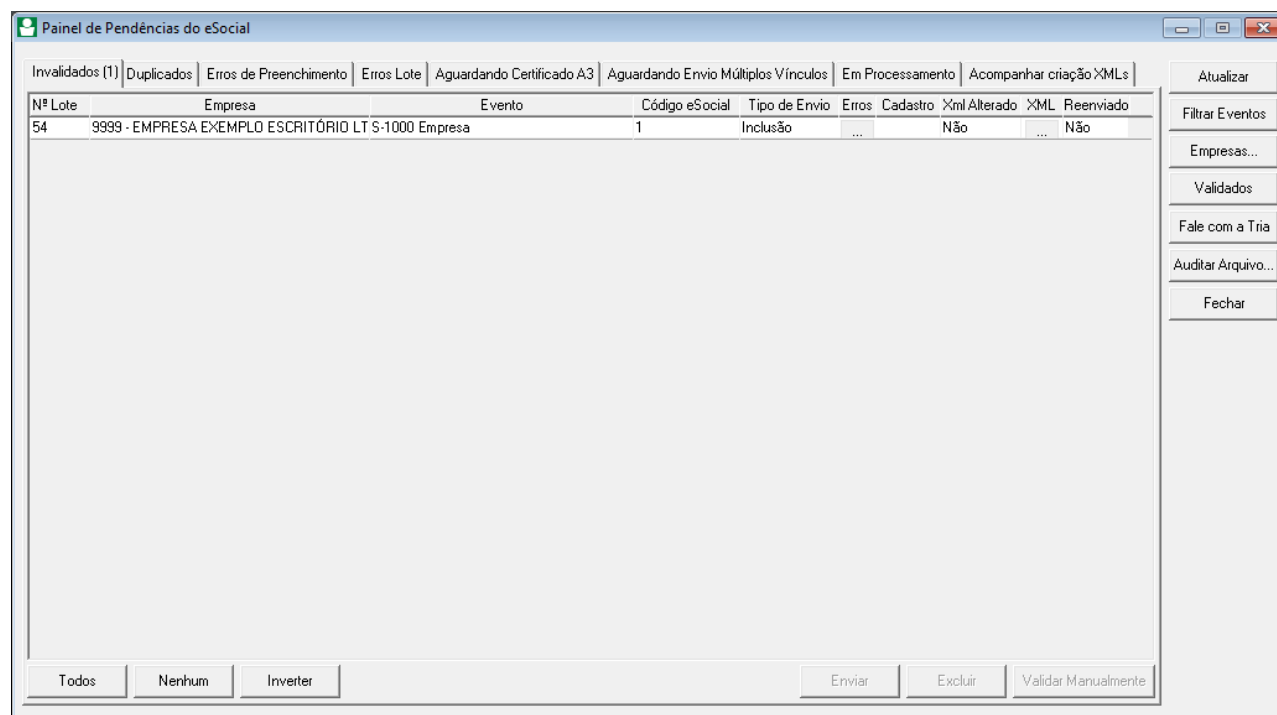 Painel de Pendências do eSocial
Invalidados (1) Duplicados Erros de Preenchimento Erros Lote Aguardando Certificado A3 Aguardando Envio Múltiplos Vínculos Em Processamento Acompanhar criação XMLs
Atualizar
Nº Lote Empresa Evento Código eSocial Tipo de Envio Erros Cadastro Xml Alterado XML Reenviado
Filtrar Eventos
54 9999 - EMPRESA EXEMPLO ESCRITÓRIO LT S-1000 Empresa 1 Inclusão ... Não ... Não
Empresas...
Validados
Fale com a Tria
Auditar Arquivo...
Fechar
Todos Nenhum Inverter Enviar Excluir Validar Manualmente